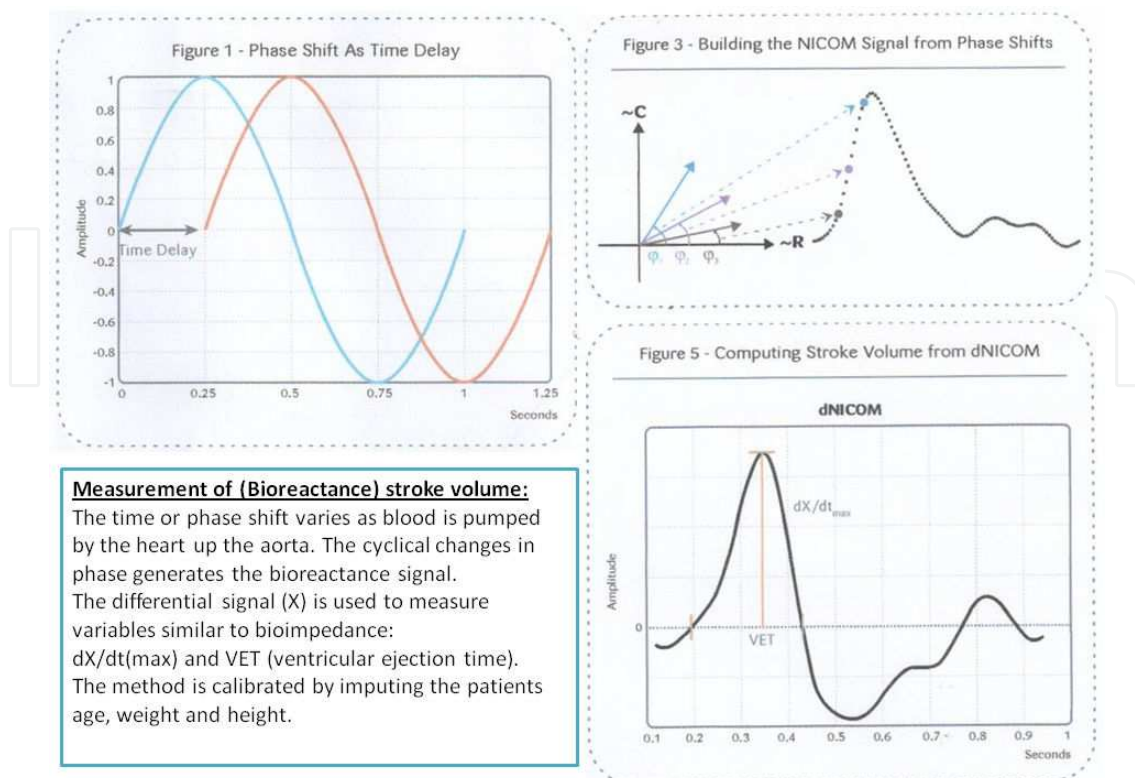 Figure 1 - Phase Shift As Time Delay
1
0.8
0.6
0.4
0.2
0
-0.2
-0.4
-0.6
-0.8
-1
Amplitude
Time Delay
0 0.25 0.5 0.75 1 1.25
Seconds
Figure 3 - Building the NICOM Signal from Phase Shifts
~C
~R
φ1 φ2 φ3
Measurement of (Bioreactance) stroke volume:
The time or phase shift varies as blood is pumped
by the heart up the aorta. The cyclical changes in
phase generates the bioreactance signal.
The differential signal (X) is used to measure
variables similar to bioimpedance:
dX/dt(max) and VET (ventricular ejection time).
The method is calibrated by imputing the patients
age, weight and height.
Figure 5 - Computing Stroke Volume from dNICOM
dNICOM
dX/dtmax
Amplitude
0
VET
0.1 0.2 0.3 0.4 0.5 0.6 0.7 0.8 0.9 1
Seconds